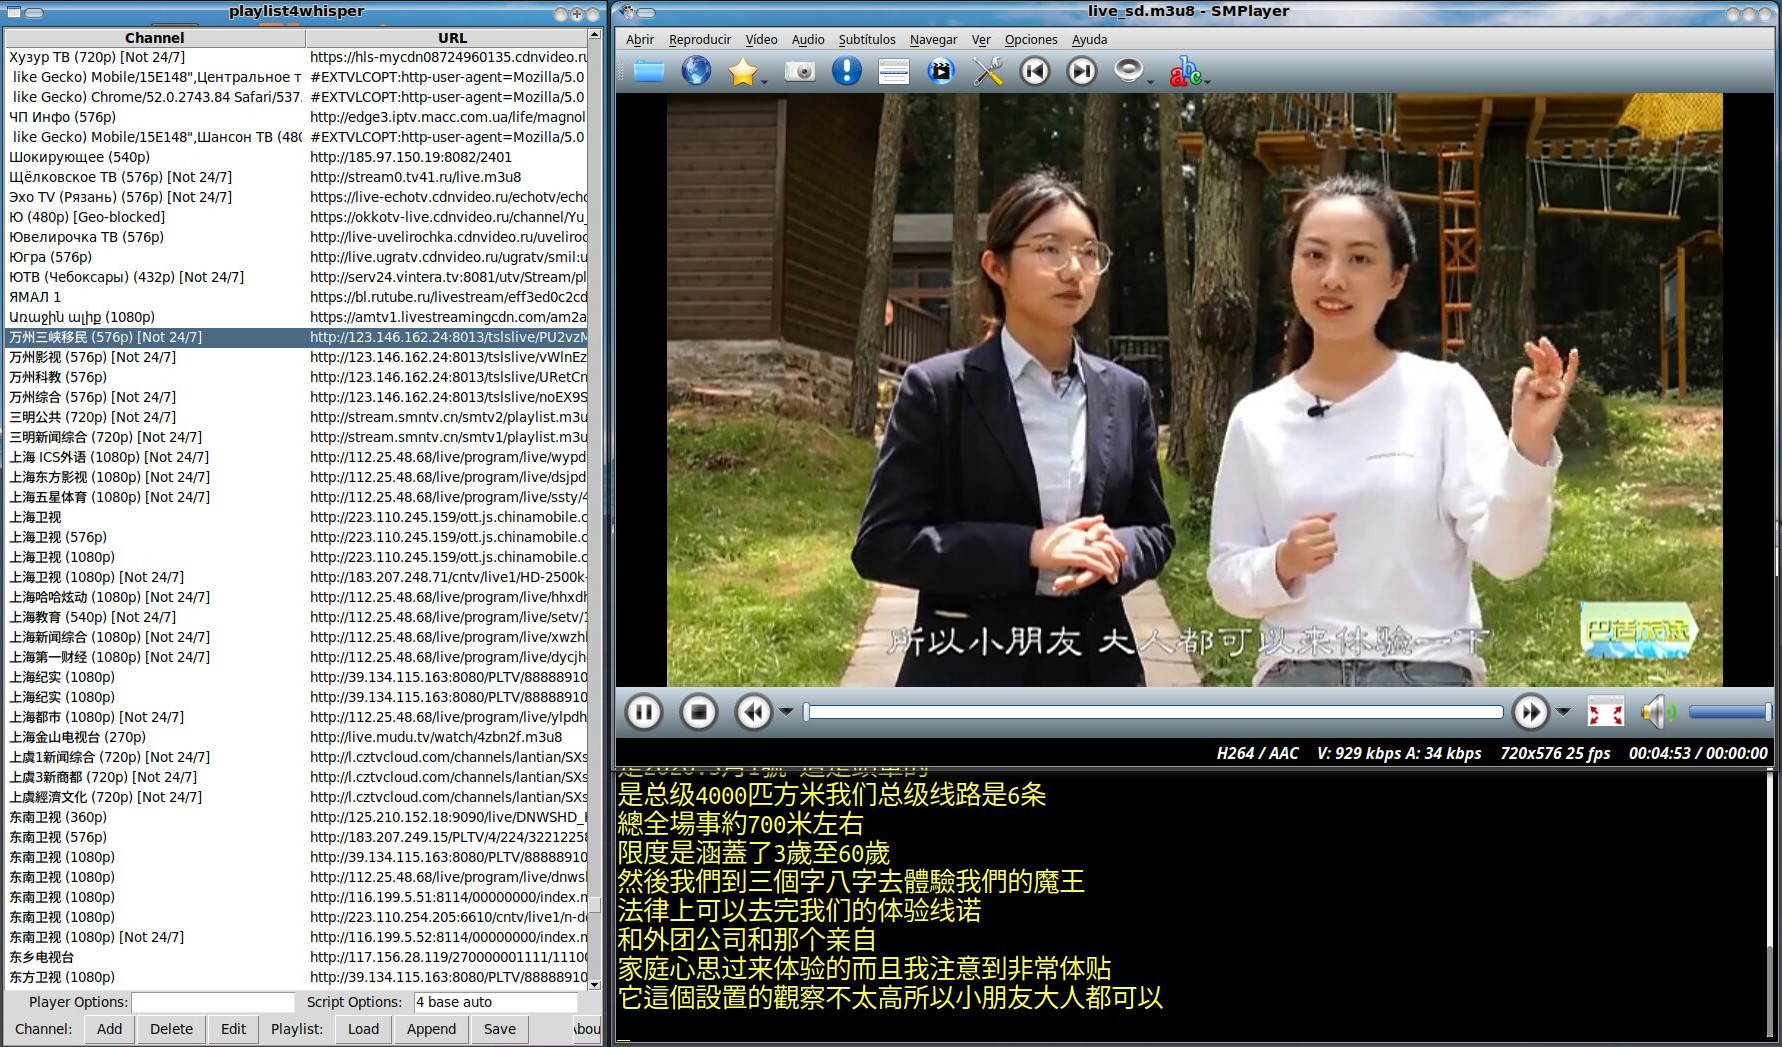 playlist4whisper
Channel URL
Хузур ТВ (720p) [Not 24/7] https://hls-mycdn08724960135.cdnvideo.ru
like Gecko) Mobile/15E148",Центральное т #EXTVLCOPT:http-user-agent=Mozilla/5.0
like Gecko) Chrome/52.0.2743.84 Safari/537. #EXTVLCOPT:http-user-agent=Mozilla/5.0
ЧП Инфо (576p) http://edge3.iptv.macc.com.ua/life/magnol
like Gecko) Mobile/15E148",Шансон ТВ (480 #EXTVLCOPT:http-user-agent=Mozilla/5.0
Шокирующее (540p) http://185.97.150.19:8082/2401
Щёлковское ТВ (576p) [Not 24/7] http://stream0.tv41.ru/live.m3u8
Эхо TV (Рязань) (576p) [Not 24/7] https://live-echotv.cdnvideo.ru/echotv/echo
Ю (480p) [Geo-blocked] https://okkotv-live.cdnvideo.ru/channel/Yu_
Ювелирочка ТВ (576p) http://live-uvelirochka.cdnvideo.ru/uveliroc
Югра (576p) http://live.ugratv.cdnvideo.ru/ugratv/smil:u
ЮТВ (Чебоксары) (432p) [Not 24/7] http://serv24.vintera.tv:8081/utv/Stream/pl
ЯМАЛ 1 https://bl.rutube.ru/livestream/eff3ed0c2cd
Առաջին ալիք (1080p) https://amtv1.livestreamingcdn.com/am2a
万州三峡移民 (576p) [Not 24/7] http://123.146.162.24:8013/tslslive/PU2vzM
万州影视 (576p) [Not 24/7] http://123.146.162.24:8013/tslslive/vWlnEz
万州科教 (576p) http://123.146.162.24:8013/tslslive/URetCn
万州综合 (576p) [Not 24/7] http://123.146.162.24:8013/tslslive/noEX9S
三明公共 (720p) [Not 24/7] http://stream.smntv.cn/smtv2/playlist.m3u
三明新闻综合 (720p) [Not 24/7] http://stream.smntv.cn/smtv1/playlist.m3u
上海 ICS外语 (1080p) [Not 24/7] http://112.25.48.68/live/program/live/wypd
上海东方影视 (1080p) [Not 24/7] http://112.25.48.68/live/program/live/dsjpd
上海五星体育 (1080p) [Not 24/7] http://112.25.48.68/live/program/live/ssty/4
上海卫视 http://223.110.245.159/ott.js.chinamobile.c
上海卫视 (576p) http://223.110.245.159/ott.js.chinamobile.c
上海卫视 (1080p) http://223.110.245.159/ott.js.chinamobile.c
上海卫视 (1080p) [Not 24/7] http://183.207.248.71/cntv/live1/HD-2500k-
上海哈哈炫动 (1080p) [Not 24/7] http://112.25.48.68/live/program/live/hhxdh
上海教育 (540p) [Not 24/7] http://112.25.48.68/live/program/live/setv/1
上海新闻综合 (1080p) [Not 24/7] http://112.25.48.68/live/program/live/xwzhl
上海第一财经 (1080p) [Not 24/7] http://112.25.48.68/live/program/live/dycjh
上海纪实 (1080p) http://39.134.115.163:8080/PLTV/88888910
上海纪实 (1080p) http://39.134.115.163:8080/PLTV/88888910
上海都市 (1080p) [Not 24/7] http://112.25.48.68/live/program/live/ylpdh
上海金山电视台 (270p) http://live.mudu.tv/watch/4zbn2f.m3u8
上虞1新闻综合 (720p) [Not 24/7] http://l.cztvcloud.com/channels/lantian/SXs
上虞3新商都 (720p) [Not 24/7] http://l.cztvcloud.com/channels/lantian/SXs
上虞經濟文化 (720p) [Not 24/7] http://l.cztvcloud.com/channels/lantian/SXs
东南卫视 (360p) http://125.210.152.18:9090/live/DNWSHD_H
东南卫视 (576p) http://183.207.249.15/PLTV/4/224/32212258
东南卫视 (1080p) http://39.134.115.163:8080/PLTV/88888910
东南卫视 (1080p) http://112.25.48.68/live/program/live/dnwsl
东南卫视 (1080p) http://116.199.5.51:8114/00000000/index.n
东南卫视 (1080p) http://223.110.254.205:6610/cntv/live1/n-d
东南卫视 (1080p) [Not 24/7] http://116.199.5.52:8114/00000000/index.n
东乡电视台 http://117.156.28.119/270000001111/1110
东方卫视 (1080p) http://39.134.115.163:8080/PLTV/88888910
Player Options: Script Options: 4 base auto
Channel: Add Delete Edit Playlist: Load Append Save Abou
live_sd.m3u8 - SMPlayer
Abrir Reproducir Vídeo Audio Subtítulos Navegar Ver Opciones Ayuda
所以小朋友 大人都可以来体验一下
巴渝旅途
H264 / AAC V: 929 kbps A: 34 kbps 720x576 25 fps 00:04:53 / 00:00:00
是总级4000匹方米我们总级线路是6条
總全場事約700米左右
限度是涵蓋了3歲至60歲
然後我們到三個字八字去體驗我們的魔王
法律上可以去完我们的体验线诺
和外团公司和那个亲自
家庭心思过来体验的而且我注意到非常体贴
它這個設置的觀察不太高所以小朋友大人都可以